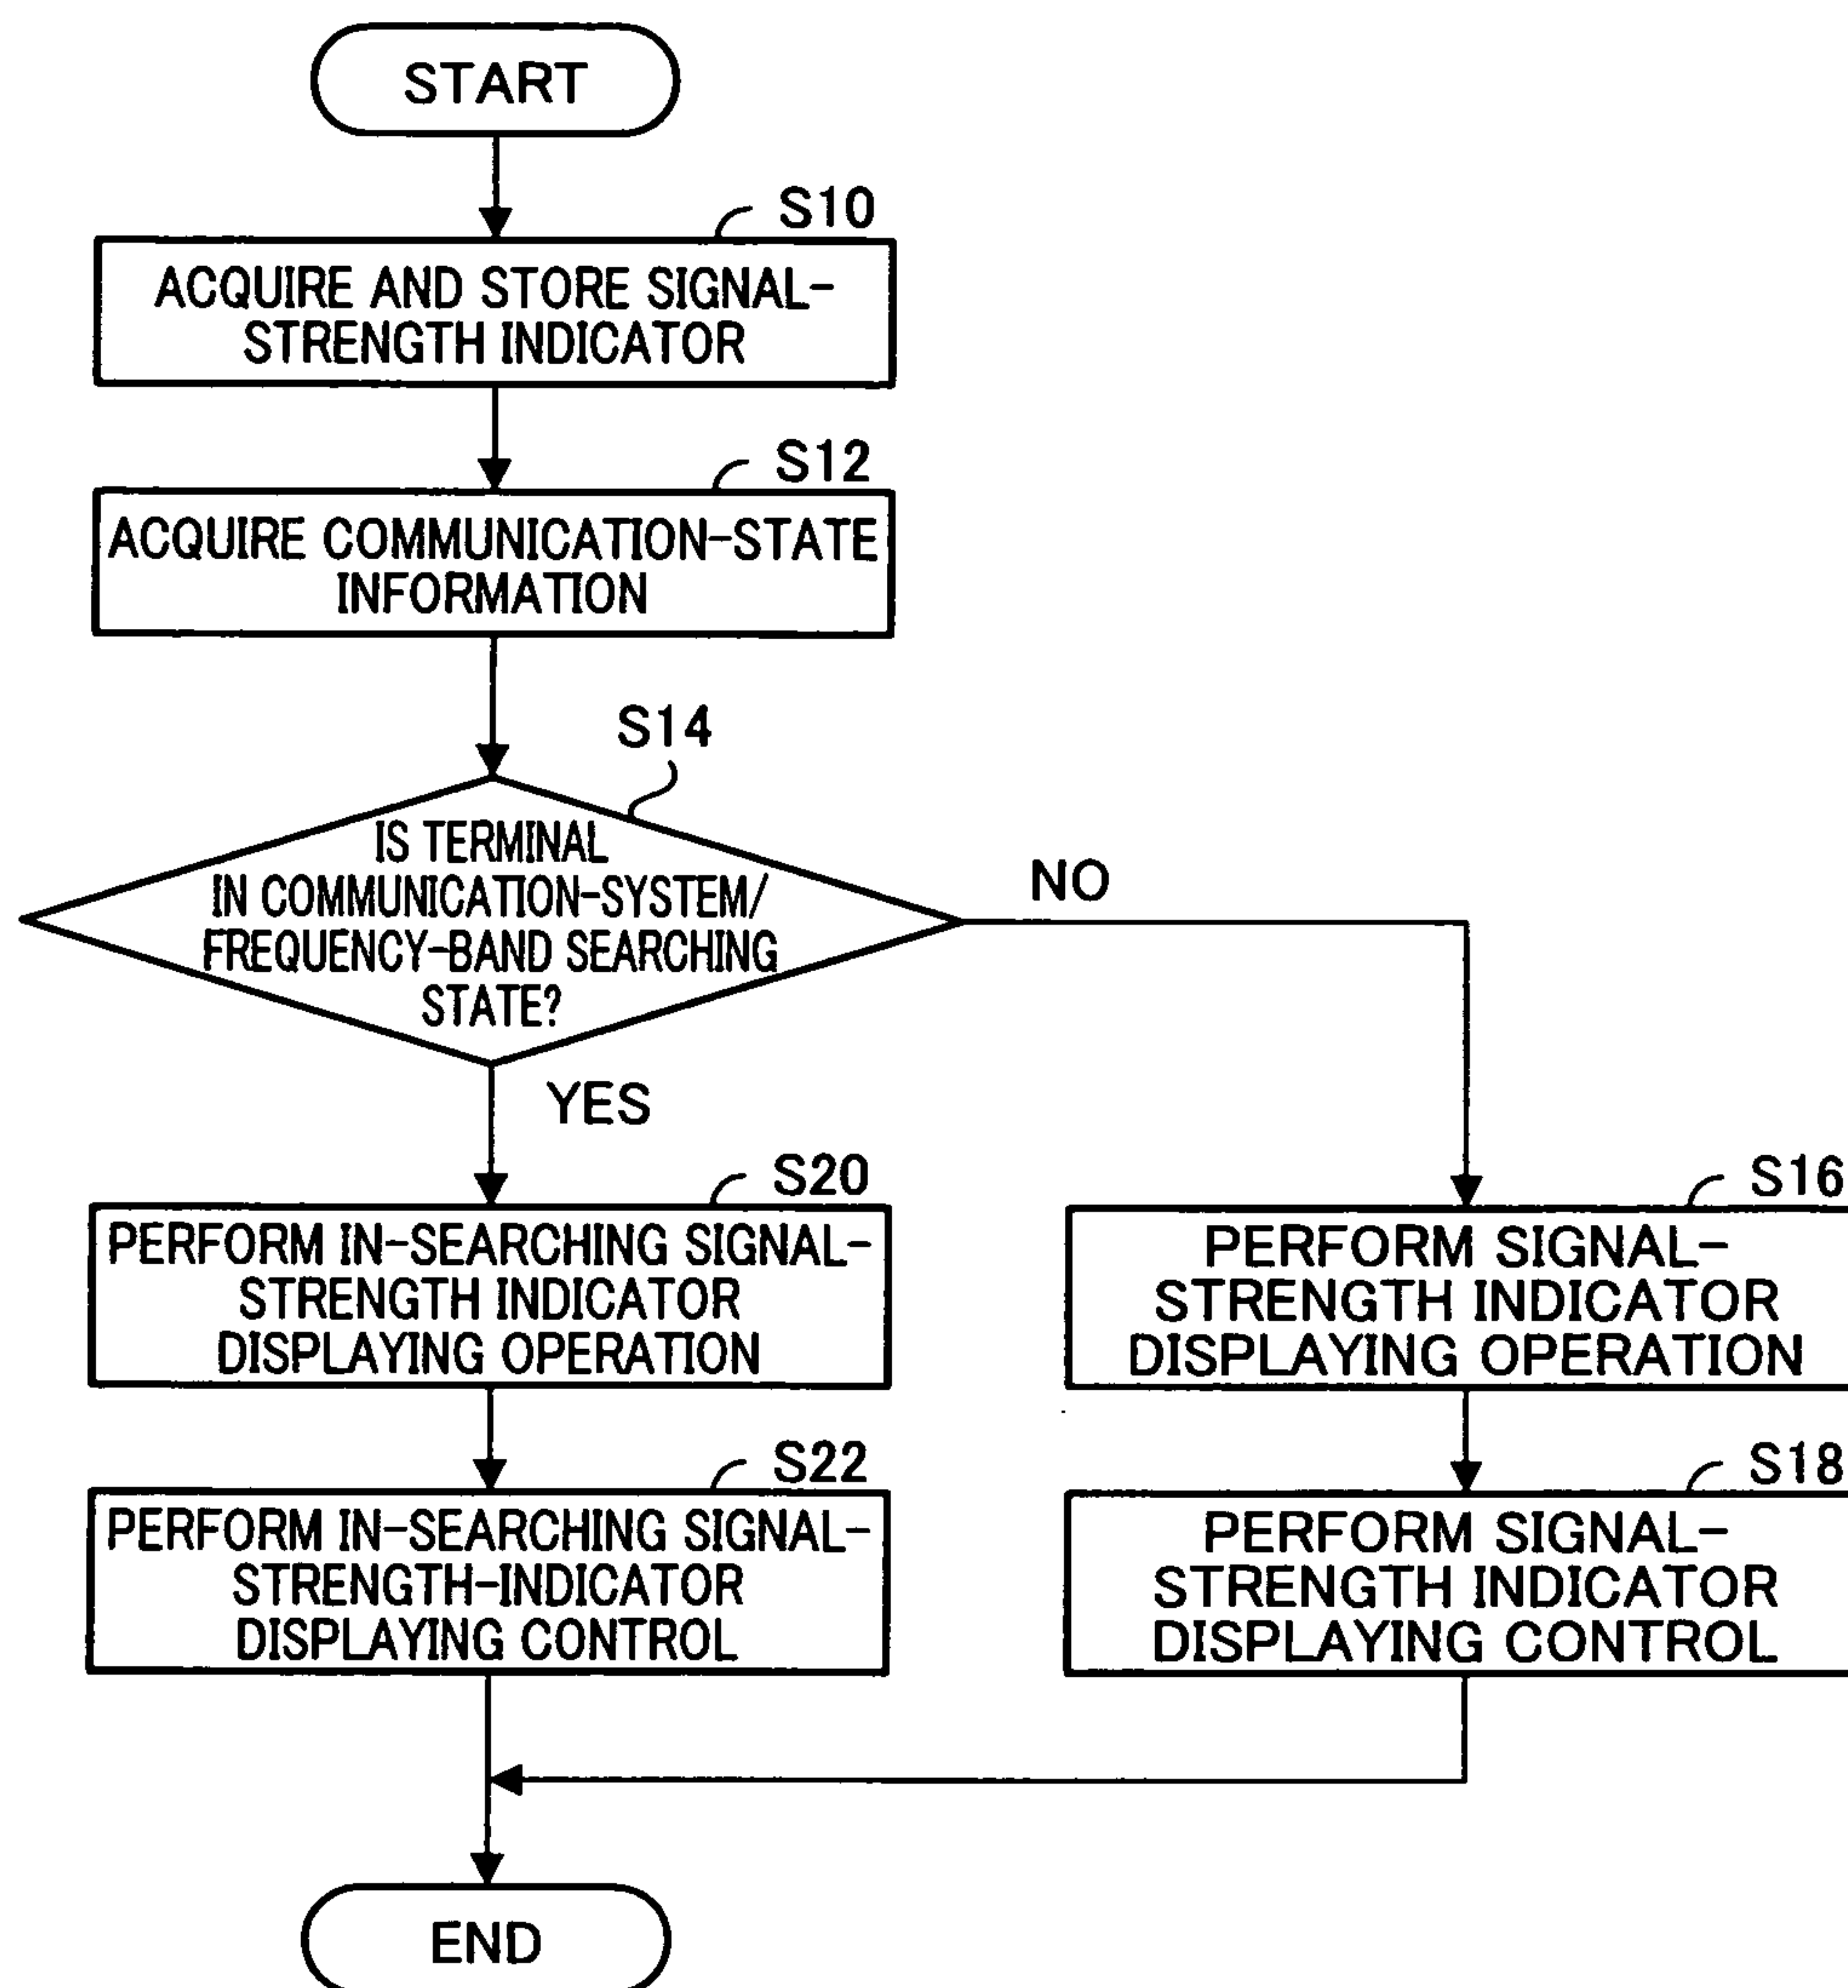 START
S10
ACQUIRE AND STORE SIGNAL-
STRENGTH INDICATOR
S12
ACQUIRE COMMUNICATION-STATE
INFORMATION
S14
IS TERMINAL
IN COMMUNICATION-SYSTEM/
FREQUENCY-BAND SEARCHING
STATE?
NO
YES
S20
PERFORM IN-SEARCHING SIGNAL-
STRENGTH INDICATOR
DISPLAYING OPERATION
S16
PERFORM SIGNAL-
STRENGTH INDICATOR
DISPLAYING OPERATION
S22
PERFORM IN-SEARCHING SIGNAL-
STRENGTH-INDICATOR
DISPLAYING CONTROL
S18
PERFORM SIGNAL-
STRENGTH INDICATOR
DISPLAYING CONTROL
END